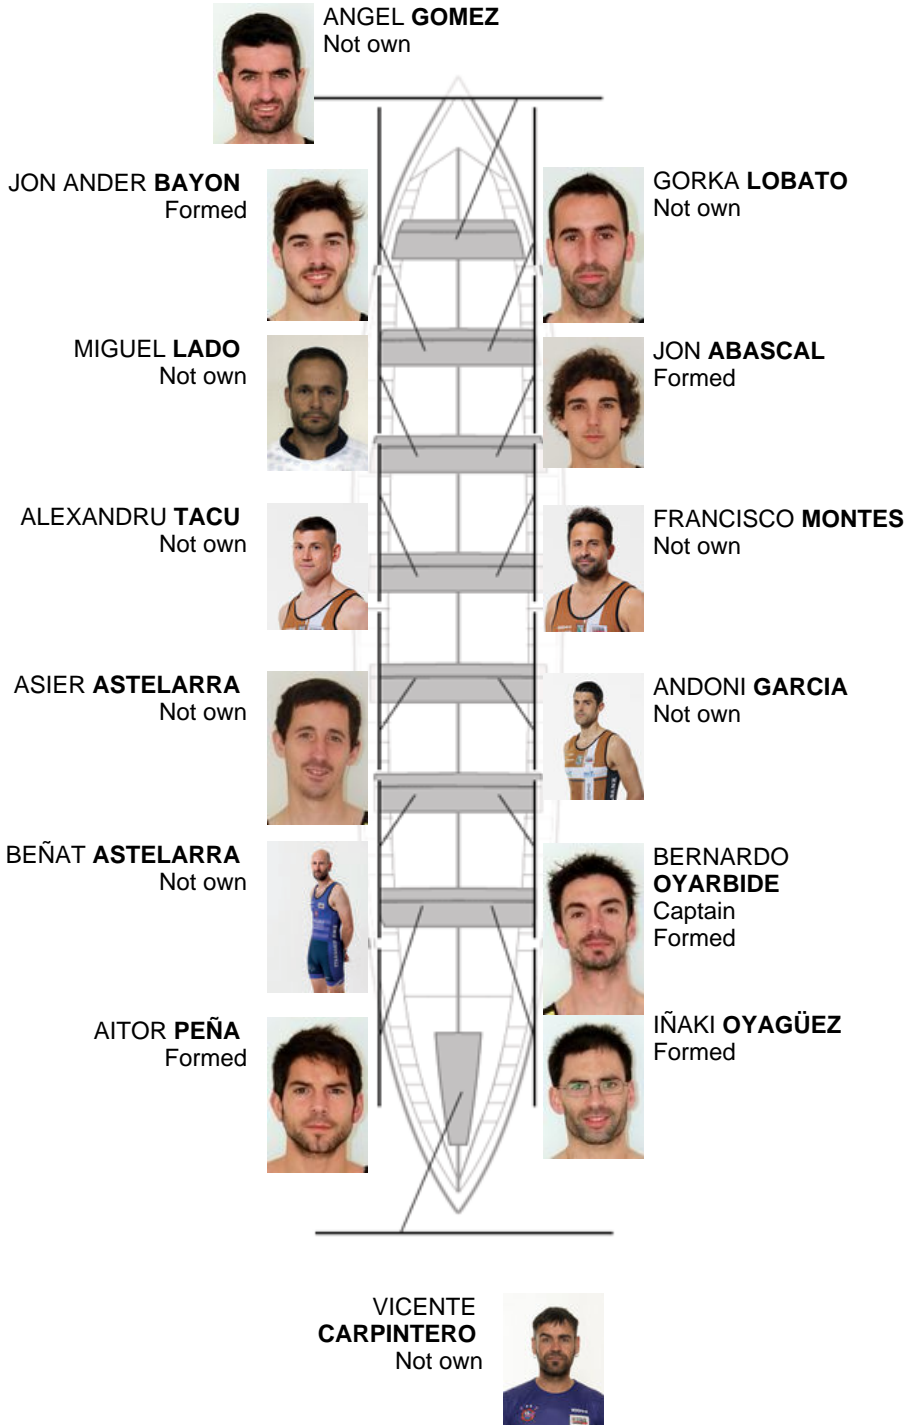 ANGEL GOMEZ
Not own
JON ANDER BAYON
Formed
GORKA LOBATO
Not own
MIGUEL LADO
Not own
JON ABASCAL
Formed
ALEXANDRU TACU
Not own
FRANCISCO MONTES
Not own
ASIER ASTELARRA
Not own
ANDONI GARCIA
Not own
BEÑAT ASTELARRA
Not own
BERNARDO
OYARBIDE
Captain
Formed
AITOR PEÑA
Formed
IÑAKI OYAGÜEZ
Formed
VICENTE
CARPINTERO
Not own